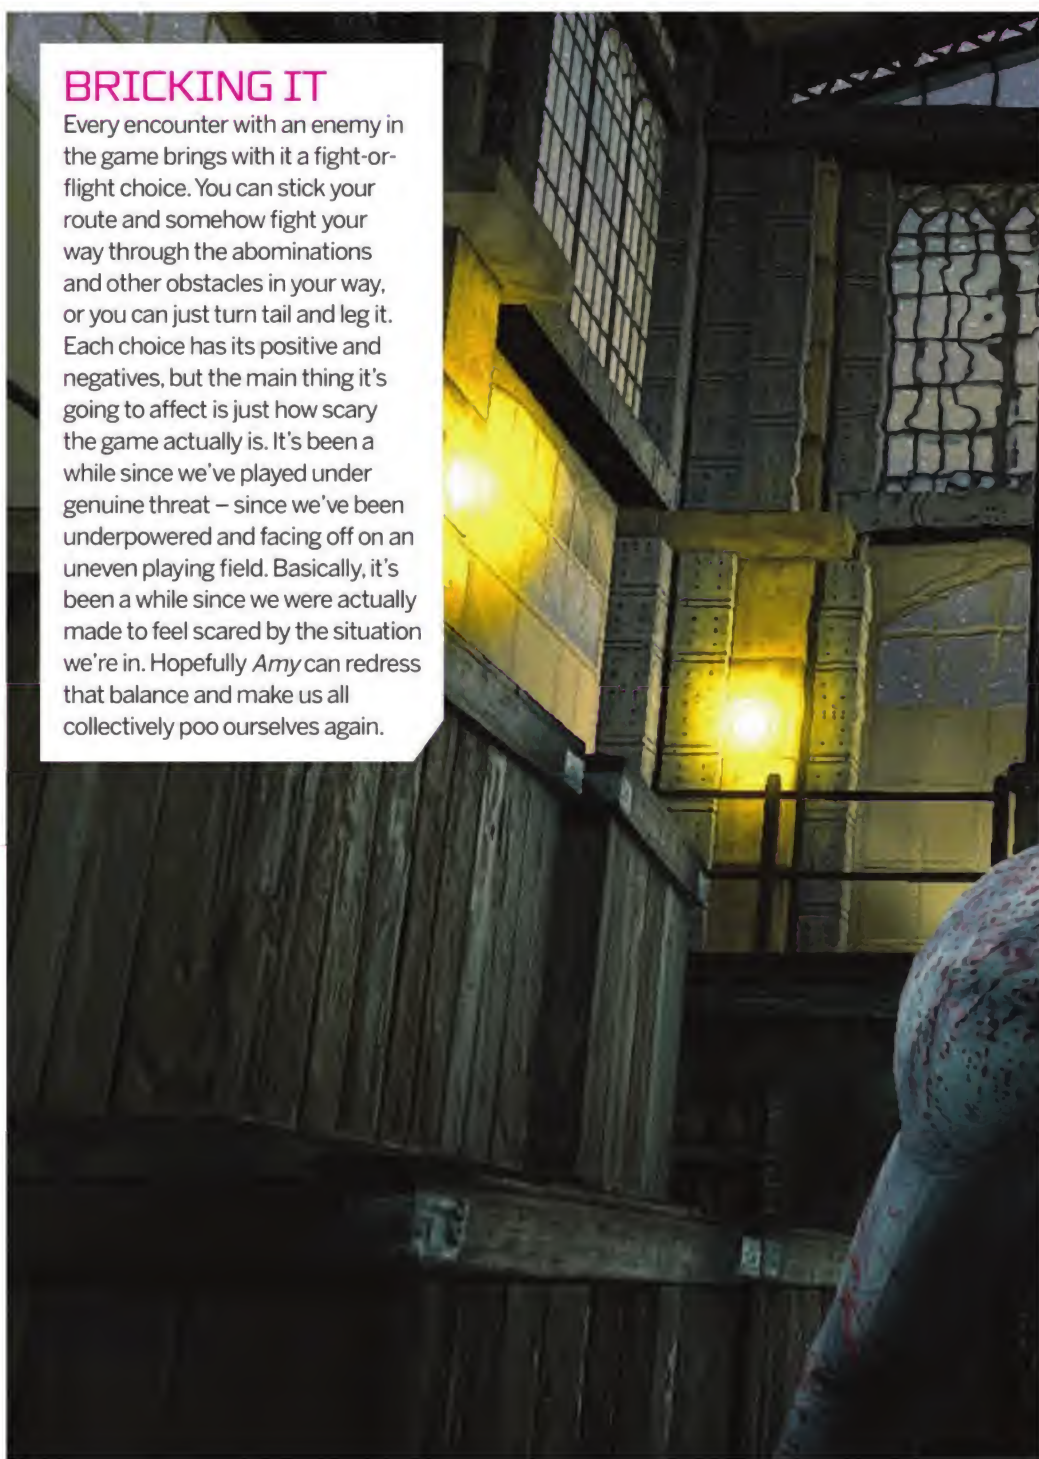 BRICKING IT
Every encounter with an enemy in
the game brings with it a fight-or-
flight choice. You can stick your
route and somehow fight your
way through the abominations
and other obstacles in your way,
or you can just turn tail and leg it.
Each choice has its positive and
negatives, but the main thing it's
going to affect is just how scary
the game actually is. It's been a
while since we've played under
genuine threat – since we've been
underpowered and facing off on an
uneven playing field. Basically, it's
been a while since we were actually
made to feel scared by the situation
we're in. Hopefully Amy can redress
that balance and make us all
collectively poo ourselves again.